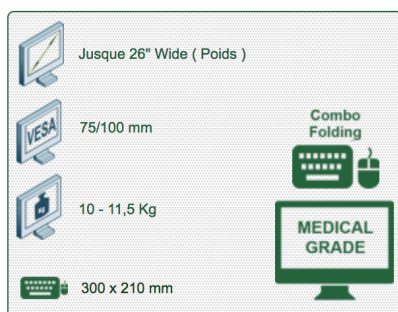 Jusque 26" Wide ( Poids )
VESA
75/100 mm
Combo
Folding
KG
10 - 11,5 Kg
MEDICAL
GRADE
300 x 210 mm